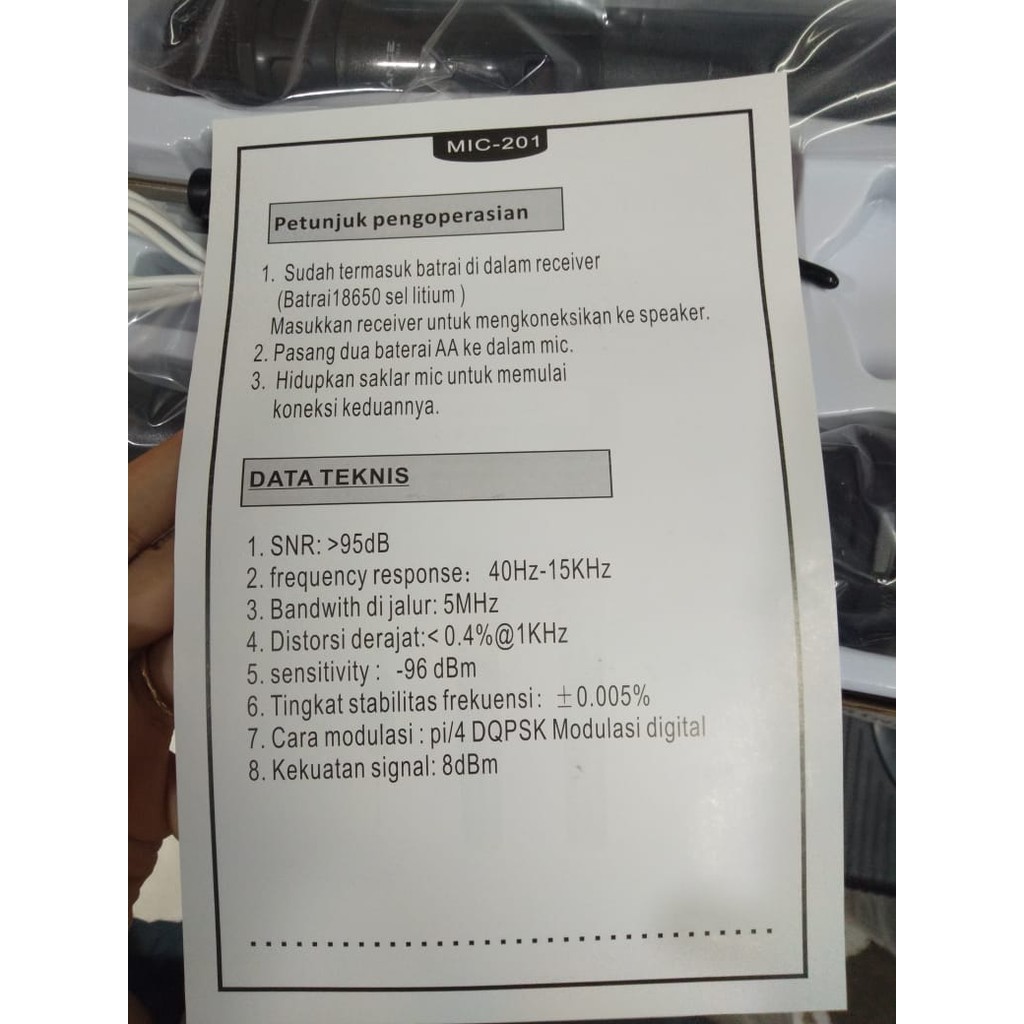 MIC-201
Petunjuk pengoperasian
1. Sudah termasuk batrai di dalam receiver
(Batrai18650 sel litium )
Masukkan receiver untuk mengkoneksikan ke speaker.
2. Pasang dua baterai AA ke dalam mic.
3. Hidupkan saklar mic untuk memulai
koneksi keduannya.
DATA TEKNIS
1. SNR: >95dB
2. frequency response: 40Hz-15KHz
3. Bandwith di jalur: 5MHz
4. Distorsi derajat:< 0.4%@1KHz
5. sensitivity : -96 dBm
6. Tingkat stabilitas frekuensi: ±0.005%
7. Cara modulasi : pi/4 DQPSK Modulasi digital
8. Kekuatan signal: 8dBm